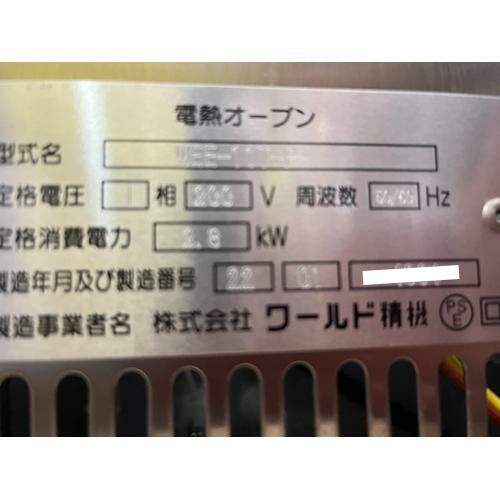 電熱オーブン
型式名
定格電圧 相 200 V 周波数 50/60 Hz
定格消費電力 2.8 kW
製造年月及び製造番号 22 01
製造事業者名 株式会社 ワールド精機 PSE